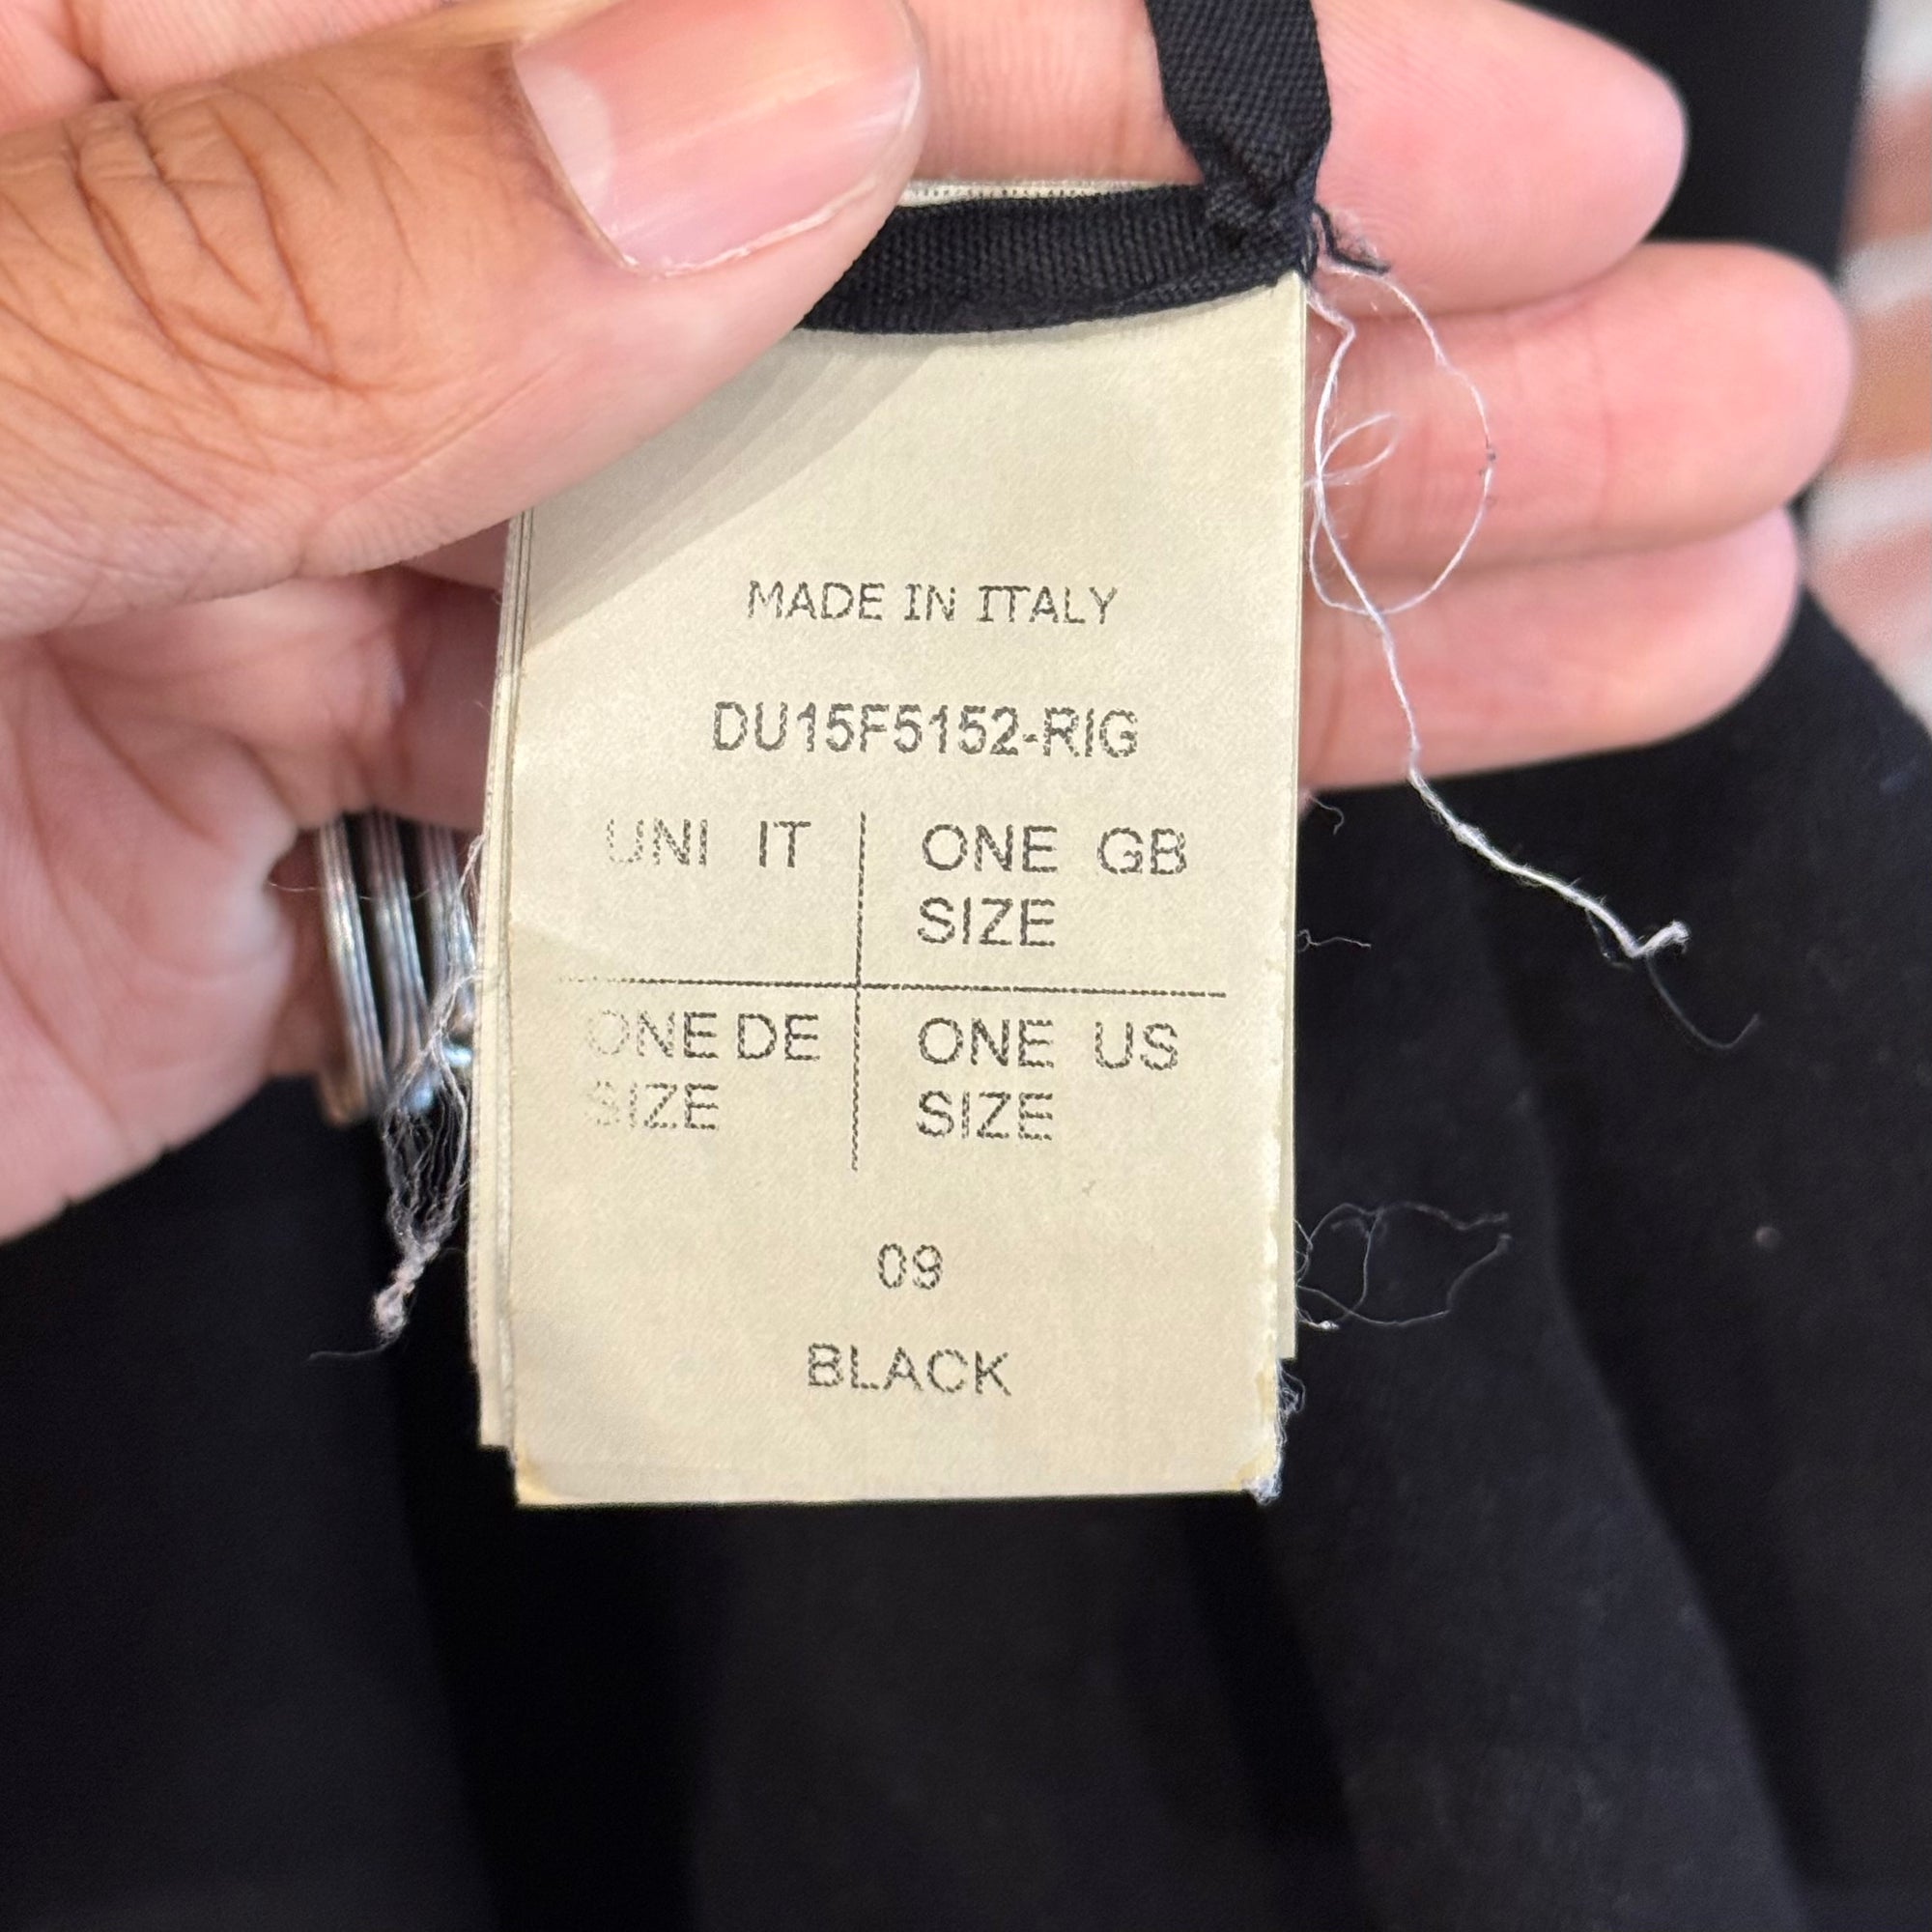 MADE IN ITALY
DU15F5152-RIG
UNI IT
ONE GB
SIZE
ONE DE
SIZE
ONE US
SIZE
09
BLACK